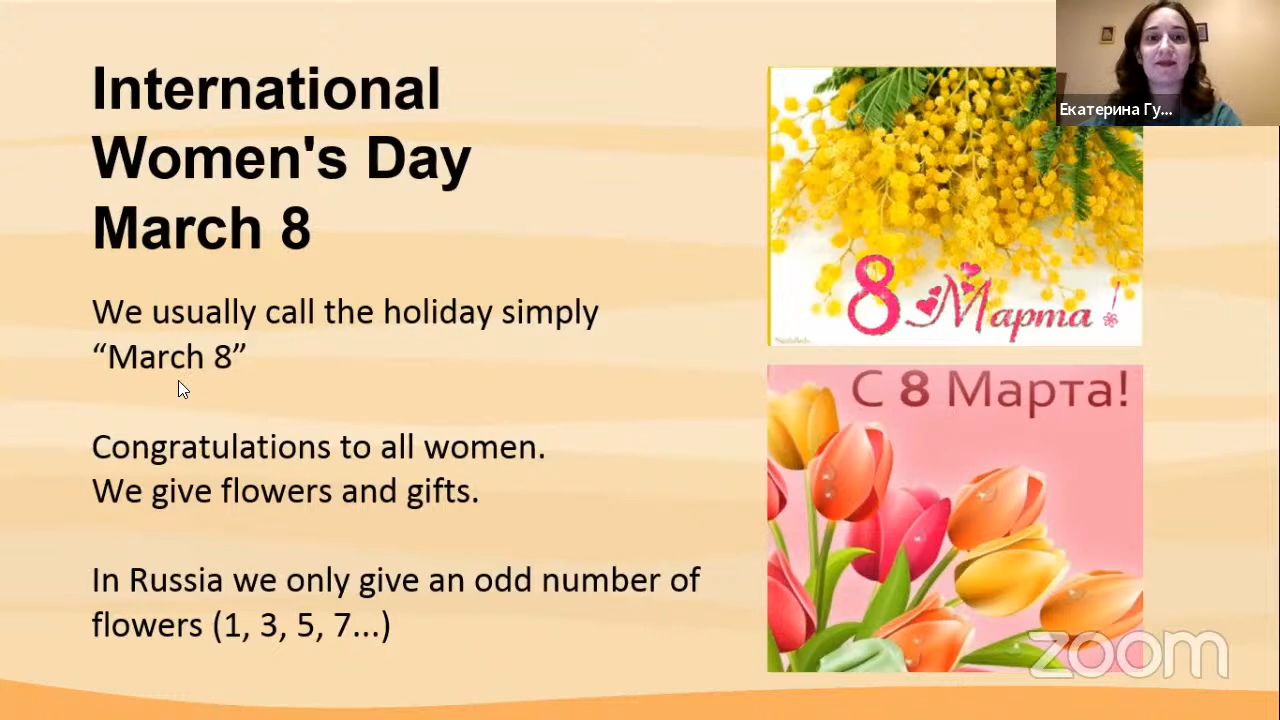 International
Women's Day
March 8
We usually call the holiday simply
“March 8”
Congratulations to all women.
We give flowers and gifts.
In Russia we only give an odd number of
flowers (1, 3, 5, 7...)
8 Марта!
С 8 Марта!
Екатерина Гу...
zoom